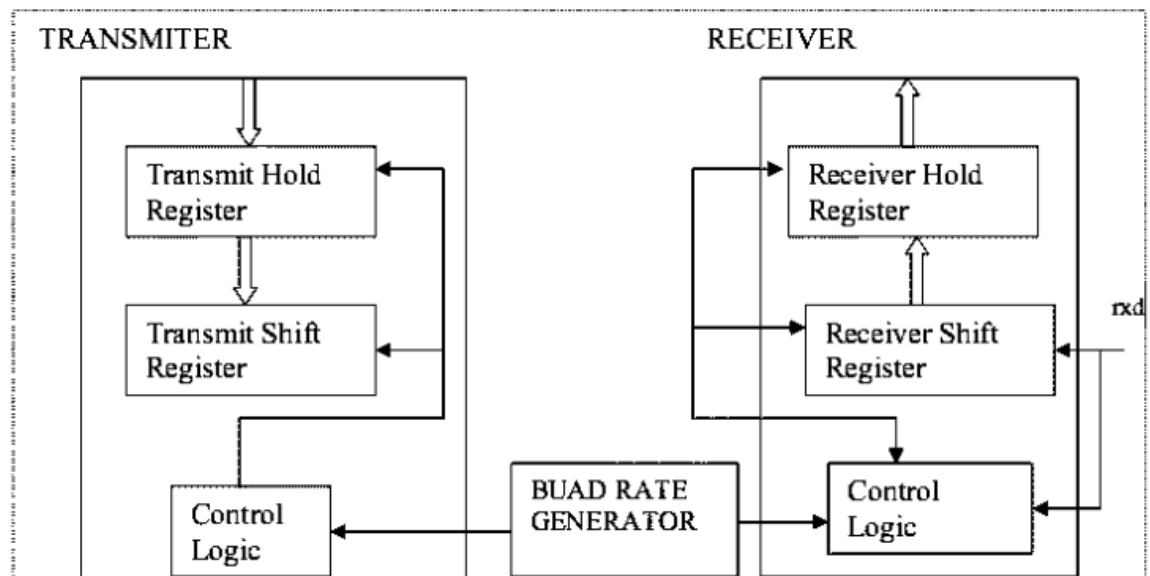 TRANSMITER
RECEIVER
Transmit Hold
Register
Receiver Hold
Register
Transmit Shift
Register
Receiver Shift
Register
rxd
Control
Logic
BUAD RATE
GENERATOR
Control
Logic